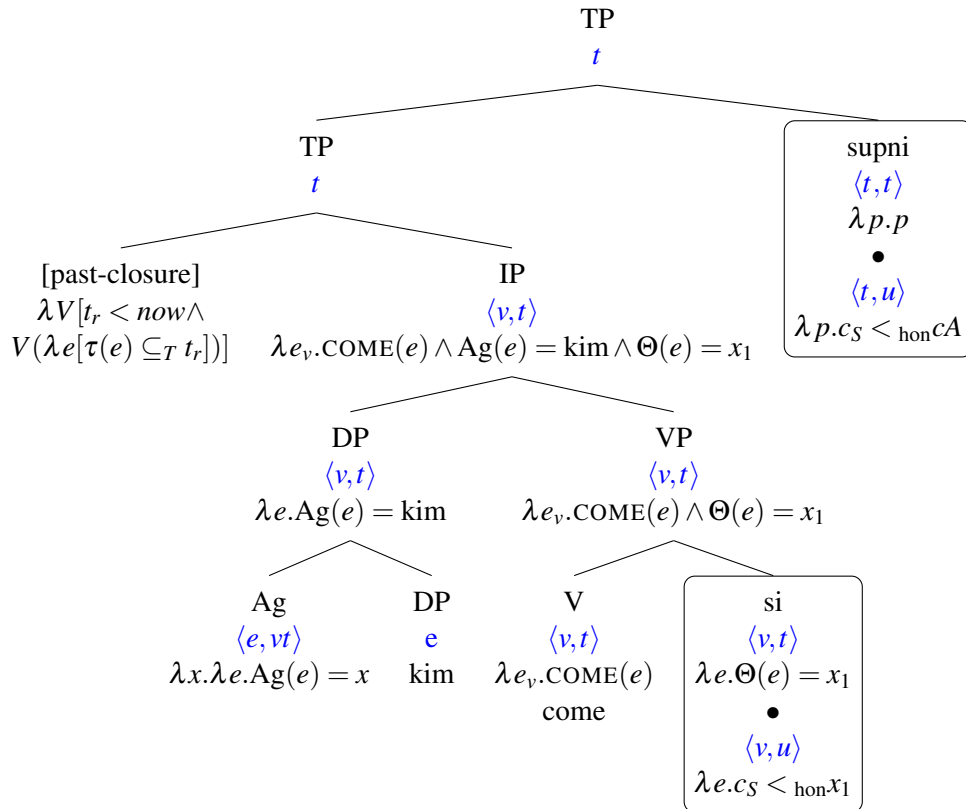 TP
t
TP
t
supni
⟨t,t⟩
λp.p
●
⟨t,u⟩
λp.c_S < _hon cA
[past-closure]
λV[t_r < now∧
V(λe[τ(e) ⊆_T t_r])]
IP
⟨v,t⟩
λe_v.COME(e) ∧ Ag(e) = kim ∧ Θ(e) = x_1
DP
⟨v,t⟩
λe.Ag(e) = kim
VP
⟨v,t⟩
λe_v.COME(e) ∧ Θ(e) = x_1
Ag
⟨e,vt⟩
λx.λe.Ag(e) = x
DP
e
kim
V
⟨v,t⟩
λe_v.COME(e)
come
si
⟨v,t⟩
λe.Θ(e) = x_1
●
⟨v,u⟩
λe.c_S < _hon x_1